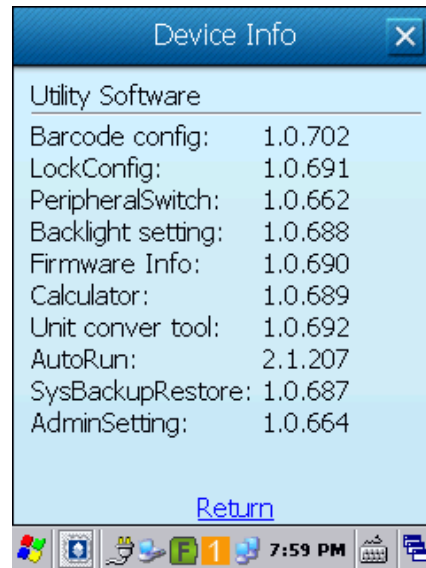 Device Info
Utility Software
Barcode config: 1.0.702
LockConfig: 1.0.691
PeripheralSwitch: 1.0.662
Backlight setting: 1.0.688
Firmware Info: 1.0.690
Calculator: 1.0.689
Unit conver tool: 1.0.692
AutoRun: 2.1.207
SysBackupRestore: 1.0.687
AdminSetting: 1.0.664
Return
F 1 7:59 PM